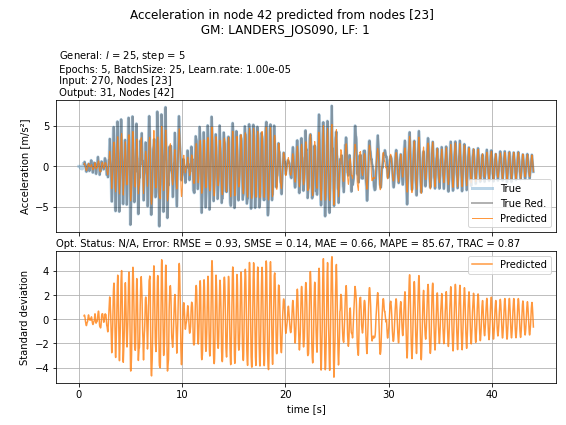 Acceleration in node 42 predicted from nodes [23]
GM: LANDERS_JOS090, LF: 1
General: l = 25, step = 5
Epochs: 5, BatchSize: 25, Learn.rate: 1.00e-05
Input: 270, Nodes [23]
Output: 31, Nodes [42]
Acceleration [m/s²]
5
0
−5
True
True Red.
Predicted
Opt. Status: N/A, Error: RMSE = 0.93, SMSE = 0.14, MAE = 0.66, MAPE = 85.67, TRAC = 0.87
Standard deviation
4
2
0
−2
−4
Predicted
0 10 20 30 40
time [s]